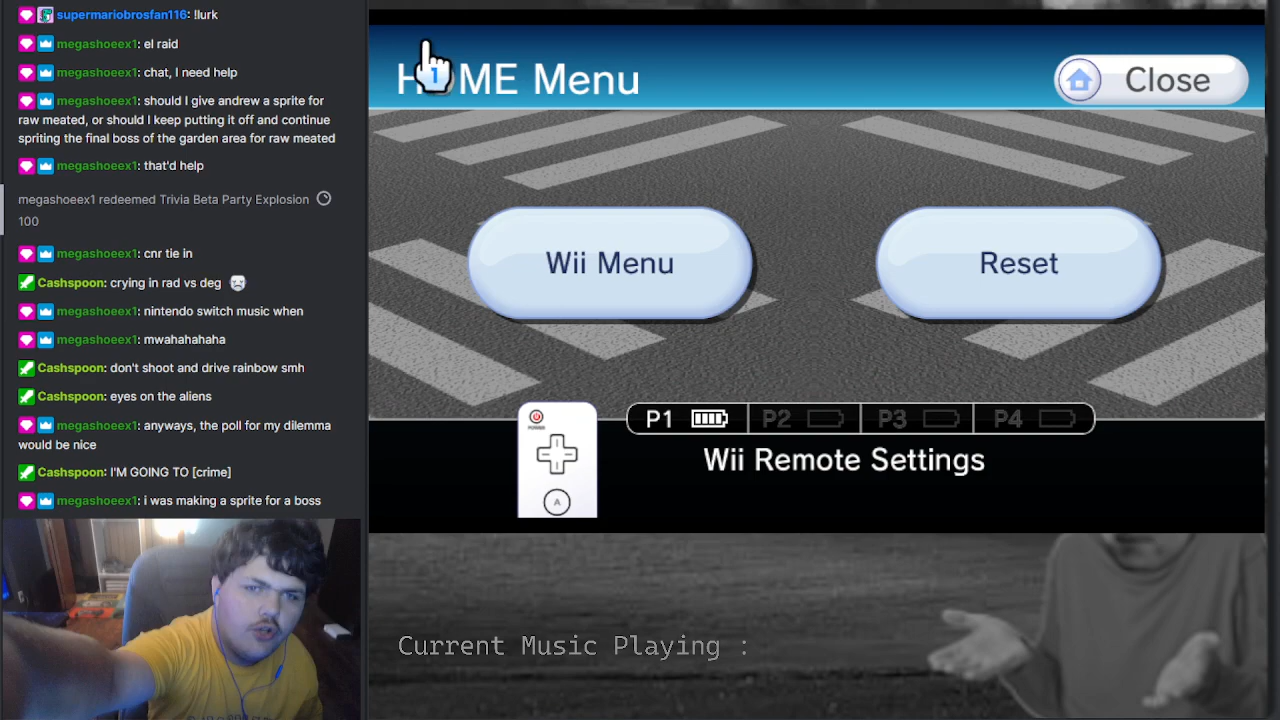 supermariobrosfan116: !lurk
megashoeex1: el raid
megashoeex1: chat, I need help
megashoeex1: should I give andrew a sprite for
raw meated, or should I keep putting it off and continue
spriting the final boss of the garden area for raw meated
megashoeex1: that'd help
megashoeex1 redeemed Trivia Beta Party Explosion
100
megashoeex1: cnr tie in
Cashspoon: crying in rad vs deg
megashoeex1: nintendo switch music when
megashoeex1: mwahahahaha
Cashspoon: don't shoot and drive rainbow smh
Cashspoon: eyes on the aliens
megashoeex1: anyways, the poll for my dilemma
would be nice
Cashspoon: I'M GOING TO [crime]
megashoeex1: i was making a sprite for a boss
HOME Menu
1
Close
Wii Menu
Reset
P1 P2 P3 P4
POWER
A
Wii Remote Settings
Current Music Playing :